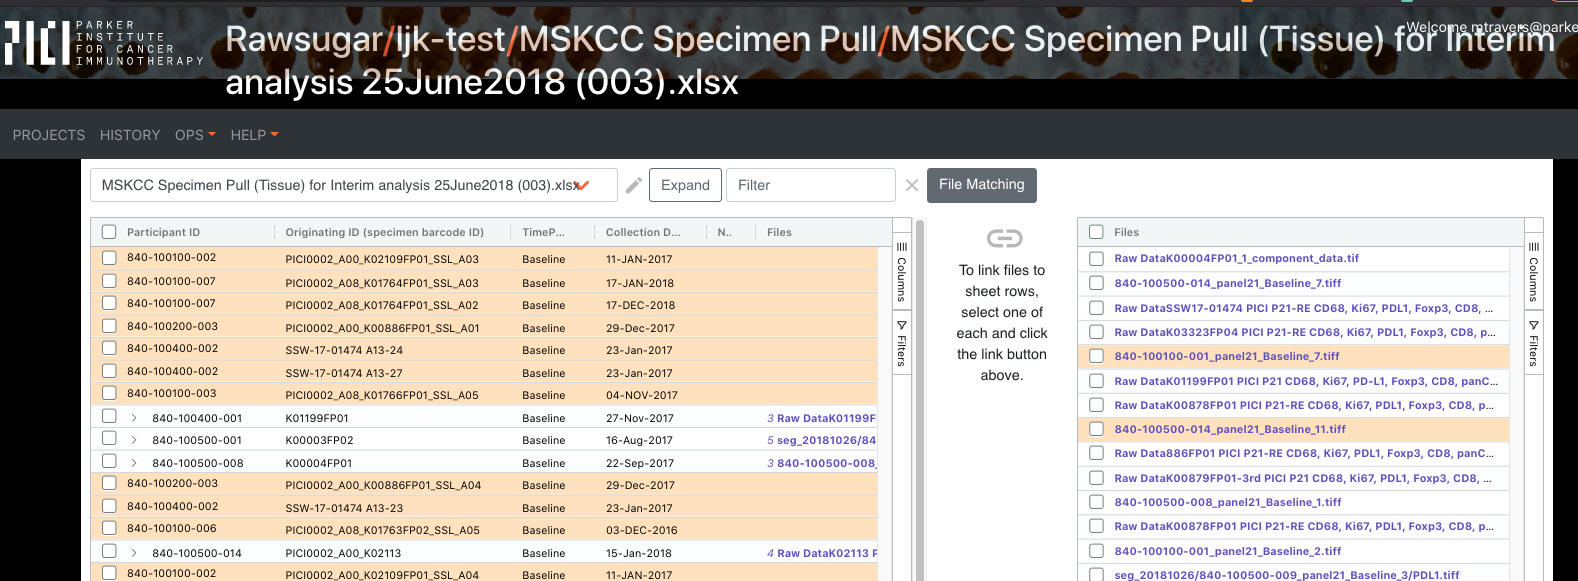 PARKER
INSTITUTE
FOR CANCER
IMMUNOTHERAPY
Rawsugar/ijk-test/MSKCC Specimen Pull/MSKCC Specimen Pull (Tissue) for Interim
analysis 25June2018 (003).xlsx
Welcome mtravers@parke
PROJECTS HISTORY OPS HELP
MSKCC Specimen Pull (Tissue) for Interim analysis 25June2018 (003).xlsx Expand Filter File Matching
Participant ID Originating ID (specimen barcode ID) TimeP... Collection D... N.. Files
840-100100-002 PICI0002_A00_K02109FP01_SSL_A03 Baseline 11-JAN-2017
840-100100-007 PICI0002_A08_K01764FP01_SSL_A03 Baseline 17-JAN-2018
840-100100-007 PICI0002_A08_K01764FP01_SSL_A02 Baseline 17-DEC-2018
840-100200-003 PICI0002_A00_K00886FP01_SSL_A01 Baseline 29-Dec-2017
840-100400-002 SSW-17-01474 A13-24 Baseline 23-Jan-2017
840-100400-002 SSW-17-01474 A13-27 Baseline 23-Jan-2017
840-100100-003 PICI0002_A08_K01766FP01_SSL_A05 Baseline 04-NOV-2017
840-100400-001 K01199FP01 Baseline 27-Nov-2017 3 Raw DataK01199F
840-100500-001 K00003FP02 Baseline 16-Aug-2017 5 seg_20181026/84
840-100500-008 K00004FP01 Baseline 22-Sep-2017 3 840-100500-008_
840-100200-003 PICI0002_A00_K00886FP01_SSL_A04 Baseline 29-Dec-2017
840-100400-002 SSW-17-01474 A13-23 Baseline 23-Jan-2017
840-100100-006 PICI0002_A08_K01763FP02_SSL_A05 Baseline 03-DEC-2016
840-100500-014 PICI0002_A00_K02113 Baseline 15-Jan-2018 4 Raw DataK02113 P
840-100100-002 PICI0002_A00_K02109FP01_SSL_A04 Baseline 11-JAN-2017
Columns
Filters
To link files to
sheet rows,
select one of
each and click
the link button
above.
Files
Raw DataK00004FP01_1_component_data.tif
840-100500-014_panel21_Baseline_7.tiff
Raw DataSSW17-01474 PICI P21-RE CD68, Ki67, PDL1, Foxp3, CD8, ...
Raw DataK03323FP04 PICI P21-RE CD68, Ki67, PDL1, Foxp3, CD8, p...
840-100100-001_panel21_Baseline_7.tiff
Raw DataK01199FP01 PICI P21 CD68, Ki67, PD-L1, Foxp3, CD8, panC...
Raw DataK00878FP01 PICI P21-RE CD68, Ki67, PDL1, Foxp3, CD8, p...
840-100500-014_panel21_Baseline_11.tiff
Raw Data886FP01 PICI P21-RE CD68, Ki67, PDL1, Foxp3, CD8, panC...
Raw DataK00879FP01-3rd PICI P21 CD68, Ki67, PDL1, Foxp3, CD8, ...
840-100500-008_panel21_Baseline_1.tiff
Raw DataK00878FP01 PICI P21-RE CD68, Ki67, PDL1, Foxp3, CD8, p...
840-100100-001_panel21_Baseline_2.tiff
seg_20181026/840-100500-009_panel21_Baseline_3/PDL1.tiff
Columns
Filters